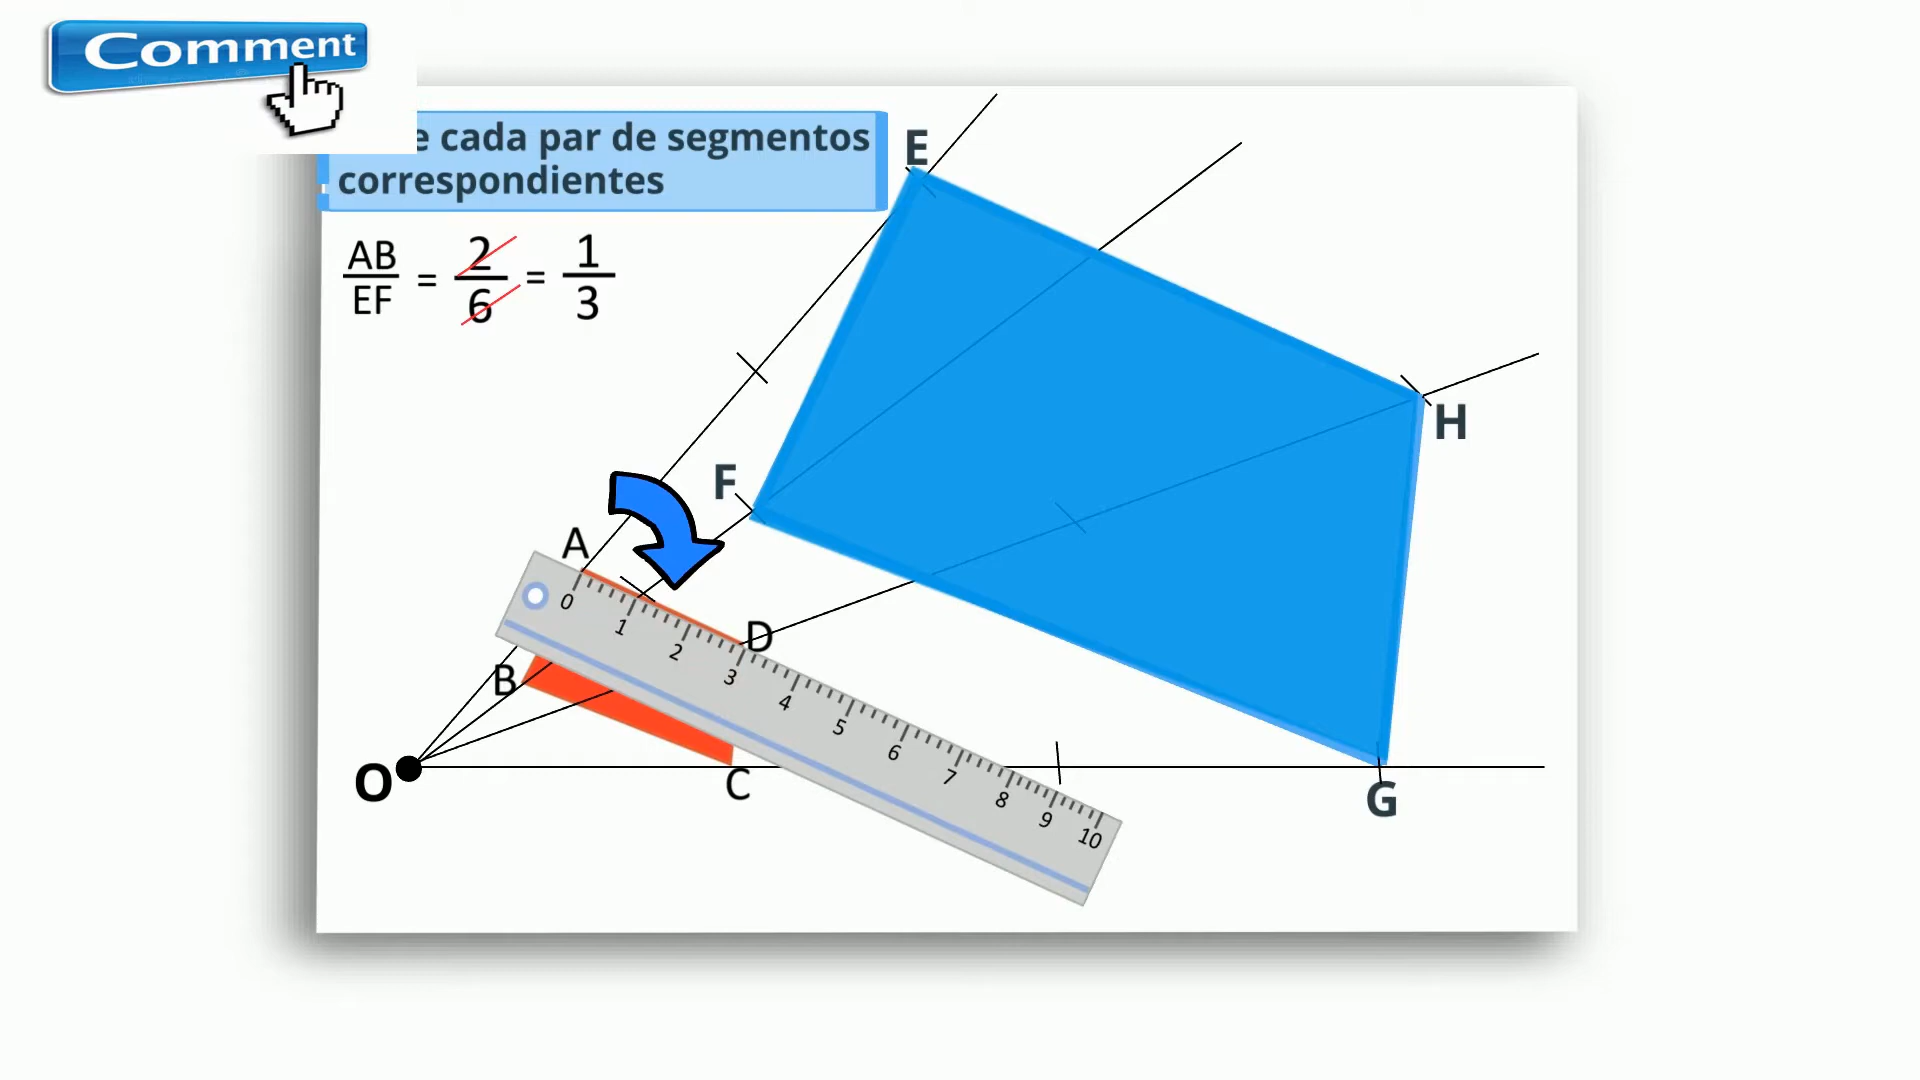 Comment
e cada par de segmentos
correspondientes
AB
EF
= 2
6
= 1
3
E
H
F
A
D
B
C
O
G
0 1 2 3 4 5 6 7 8 9 10